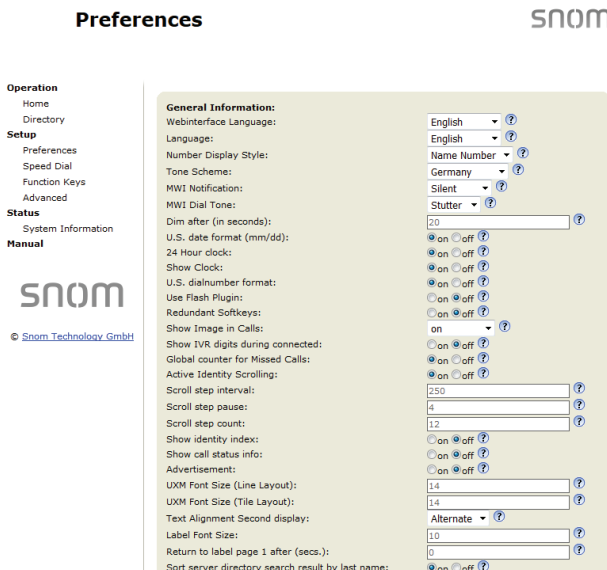 Preferences
snom
Operation
Home
Directory
Setup
Preferences
Speed Dial
Function Keys
Advanced
Status
System Information
Manual
snom
© Snom Technology GmbH
General Information:
Webinterface Language: English ?
Language: English ?
Number Display Style: Name Number ?
Tone Scheme: Germany ?
MWI Notification: Silent ?
MWI Dial Tone: Stutter ?
Dim after (in seconds): 20 ?
U.S. date format (mm/dd): on off ?
24 Hour clock: on off ?
Show Clock: on off ?
U.S. dialnumber format: on off ?
Use Flash Plugin: on off ?
Redundant Softkeys: on off ?
Show Image in Calls: on ?
Show IVR digits during connected: on off ?
Global counter for Missed Calls: on off ?
Active Identity Scrolling: on off ?
Scroll step interval: 250 ?
Scroll step pause: 4 ?
Scroll step count: 12 ?
Show identity index: on off ?
Show call status info: on off ?
Advertisement: on off ?
UXM Font Size (Line Layout): 14 ?
UXM Font Size (Tile Layout): 14 ?
Text Alignment Second display: Alternate ?
Label Font Size: 10 ?
Return to label page 1 after (secs.): 0 ?
Sort server directory search result by last name: on off ?